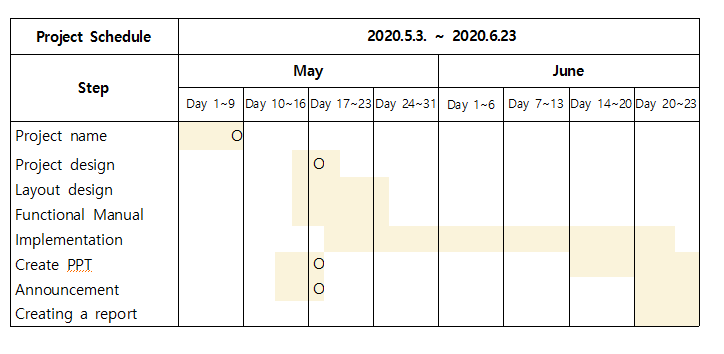 Project Schedule 2020.5.3. ~ 2020.6.23
Step May June
Day 1~9 Day 10~16 Day 17~23 Day 24~31 Day 1~6 Day 7~13 Day 14~20 Day 20~23
Project name O
Project design O
Layout design
Functional Manual
Implementation
Create PPT O
Announcement O
Creating a report